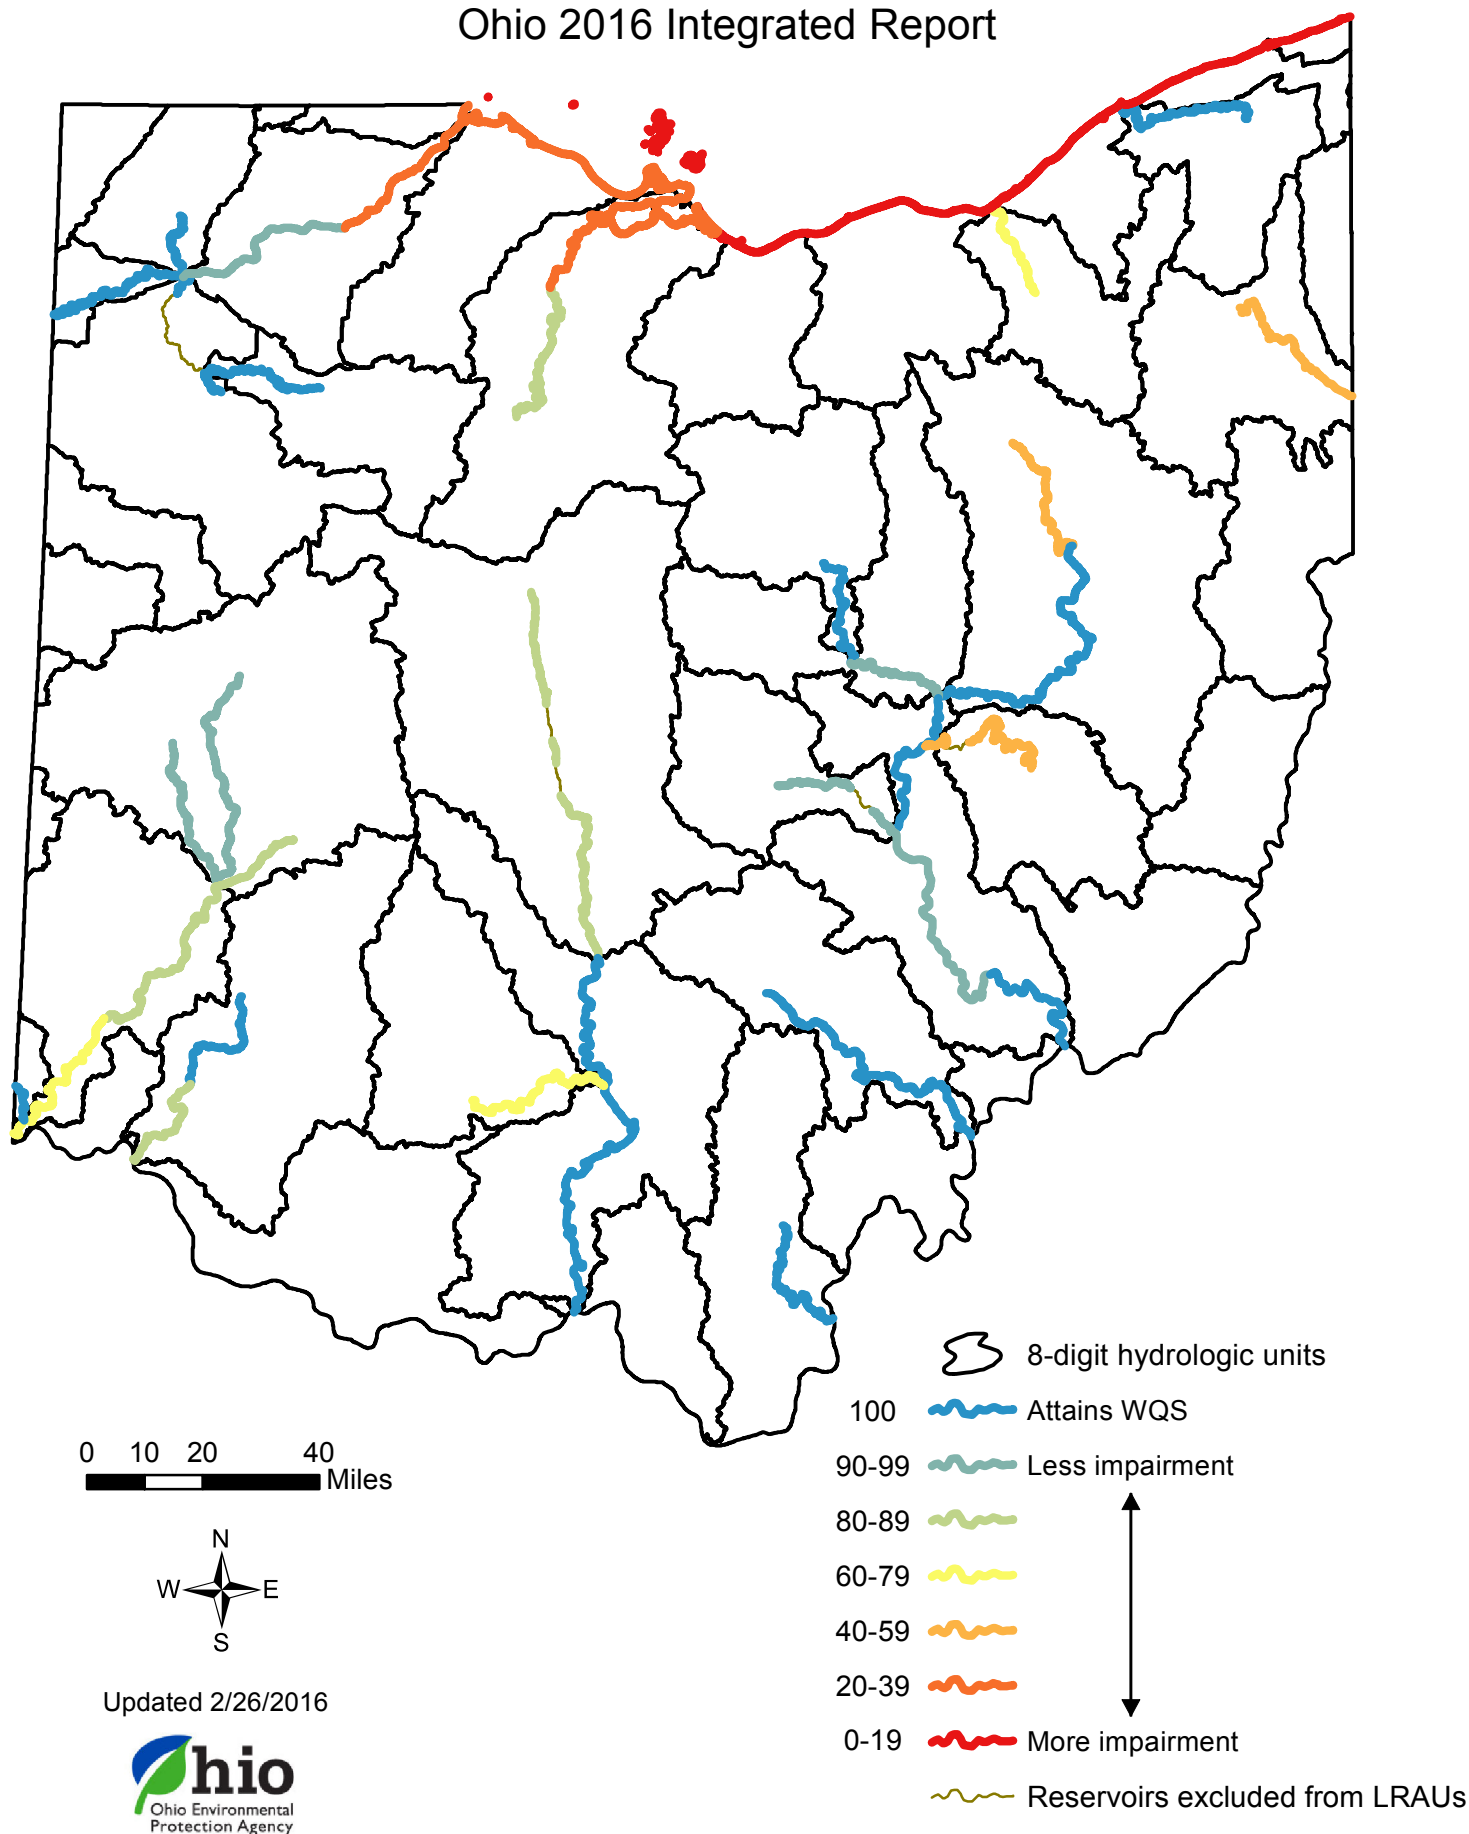 Ohio 2016 Integrated Report
8-digit hydrologic units
100 Attains WQS
90-99 Less impairment
80-89
60-79
40-59
20-39
0-19 More impairment
Reservoirs excluded from LRAUs
0 10 20 40
Miles
N
W E
S
Updated 2/26/2016
Ohio
Ohio Environmental
Protection Agency